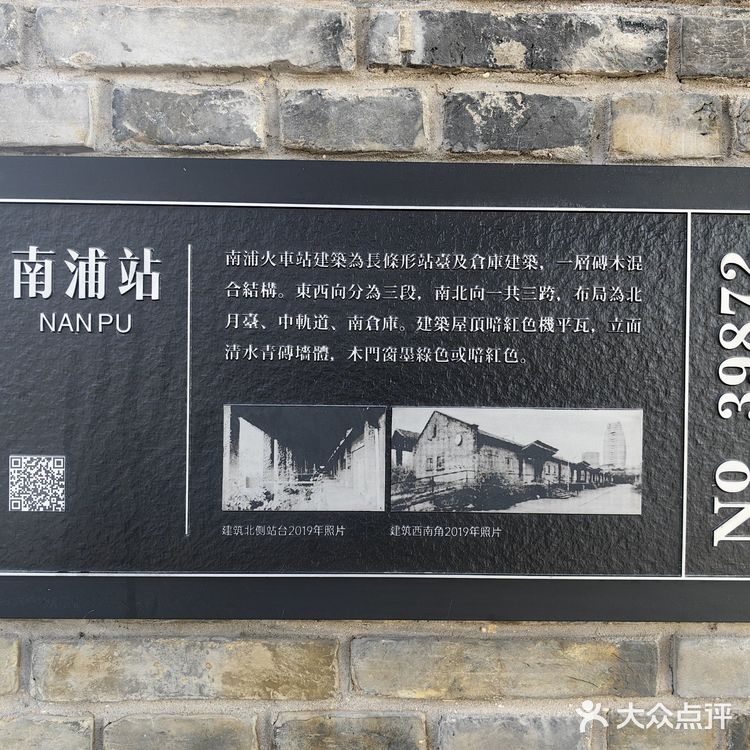 南浦站
NAN PU
南浦火車站建築為長條形站臺及倉庫建築，一層磚木混
合結構。東西向分為三段，南北向一共三跨，布局為北
月臺、中軌道、南倉庫。建築屋頂暗紅色機平瓦，立面
清水青磚墻體，木門窗墨綠色或暗紅色。
建筑北側站台2019年照片
建筑西南角2019年照片
No 39872
大众点评